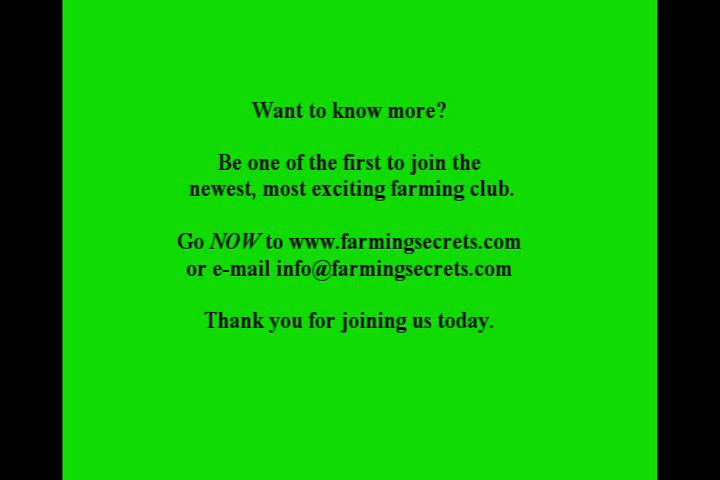 Want to know more?
Be one of the first to join the
newest, most exciting farming club.
Go NOW to www.farmingsecrets.com
or e-mail info@farmingsecrets.com
Thank you for joining us today.